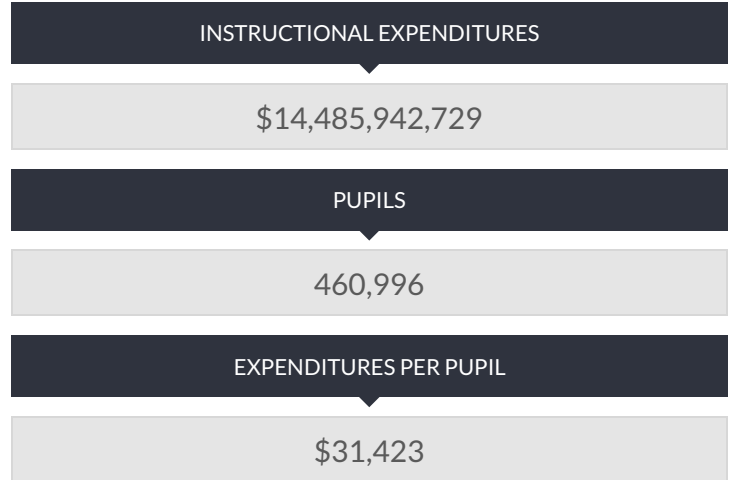 INSTRUCTIONAL EXPENDITURES
$14,485,942,729
PUPILS
460,996
EXPENDITURES PER PUPIL
$31,423